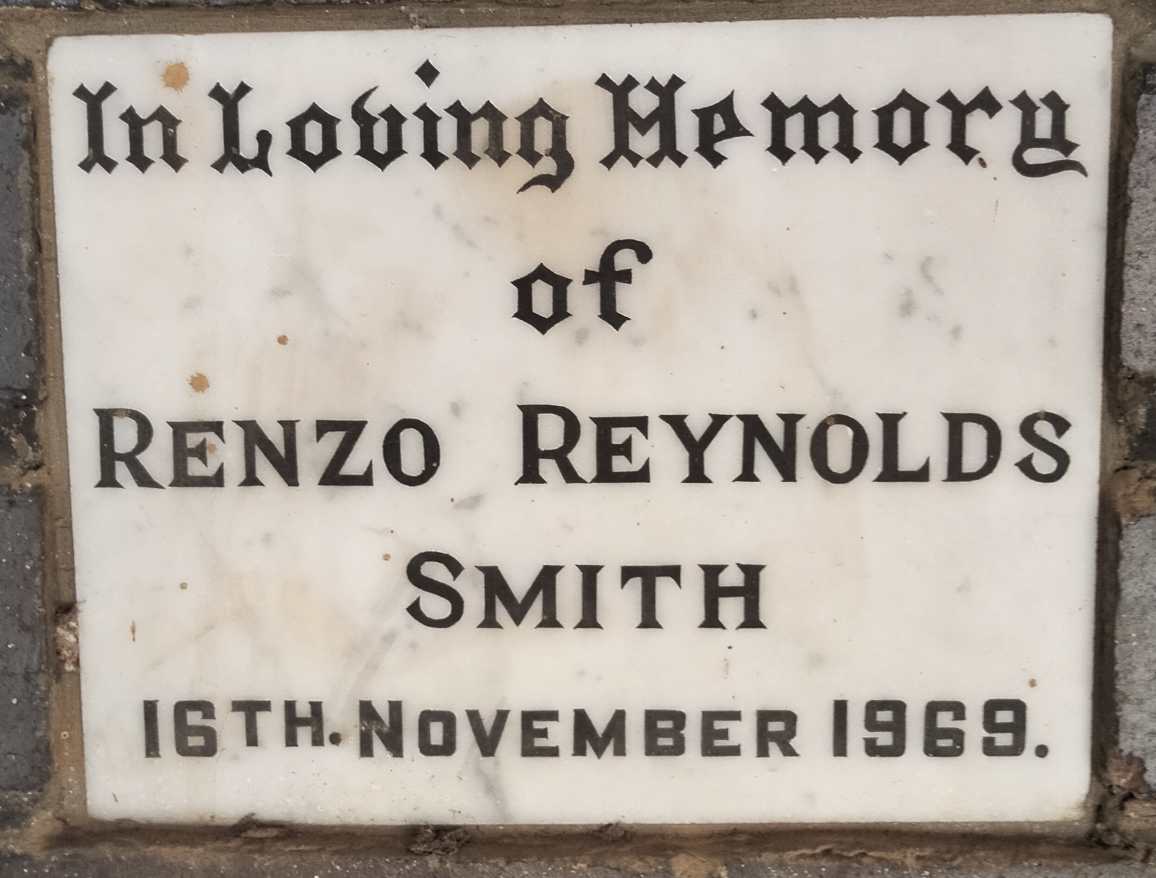 In Loving Memory
of
RENZO REYNOLDS
SMITH
16TH. NOVEMBER 1969.